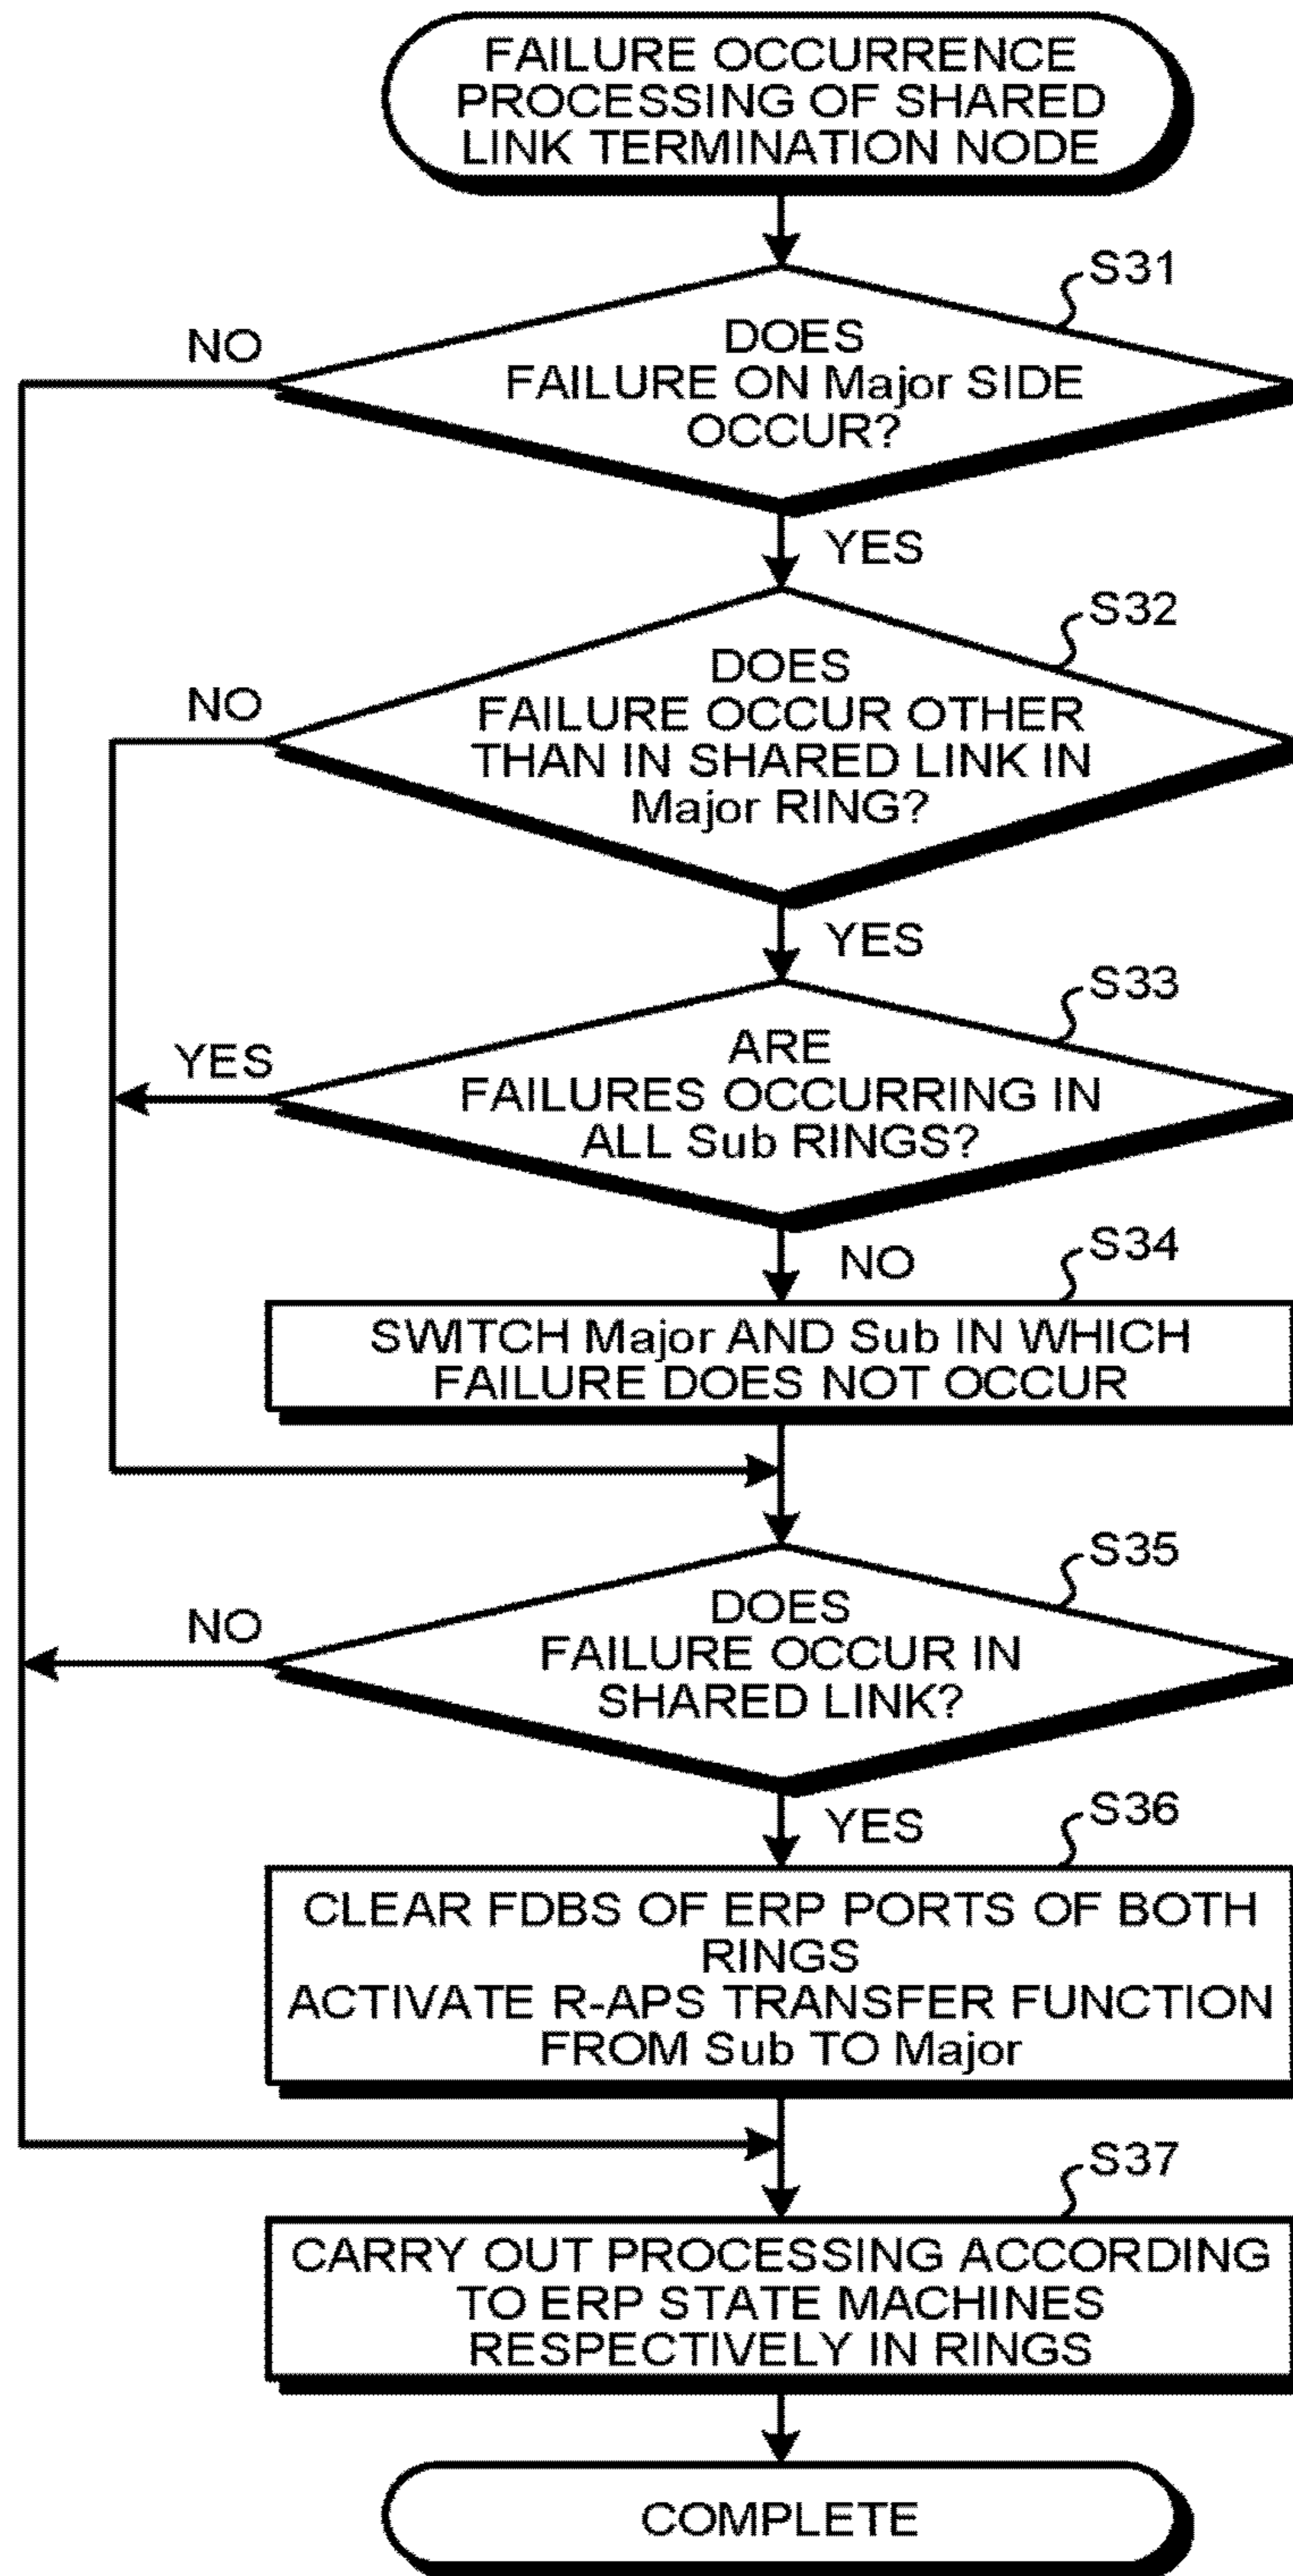 FAILURE OCCURRENCE
PROCESSING OF SHARED
LINK TERMINATION NODE
S31
NO
DOES
FAILURE ON Major SIDE
OCCUR?
YES
S32
NO
DOES
FAILURE OCCUR OTHER
THAN IN SHARED LINK IN
Major RING?
YES
S33
YES
ARE
FAILURES OCCURRING IN
ALL Sub RINGS?
NO
S34
SWITCH Major AND Sub IN WHICH
FAILURE DOES NOT OCCUR
S35
NO
DOES
FAILURE OCCUR IN
SHARED LINK?
YES
S36
CLEAR FDBS OF ERP PORTS OF BOTH
RINGS
ACTIVATE R-APS TRANSFER FUNCTION
FROM Sub TO Major
S37
CARRY OUT PROCESSING ACCORDING
TO ERP STATE MACHINES
RESPECTIVELY IN RINGS
COMPLETE